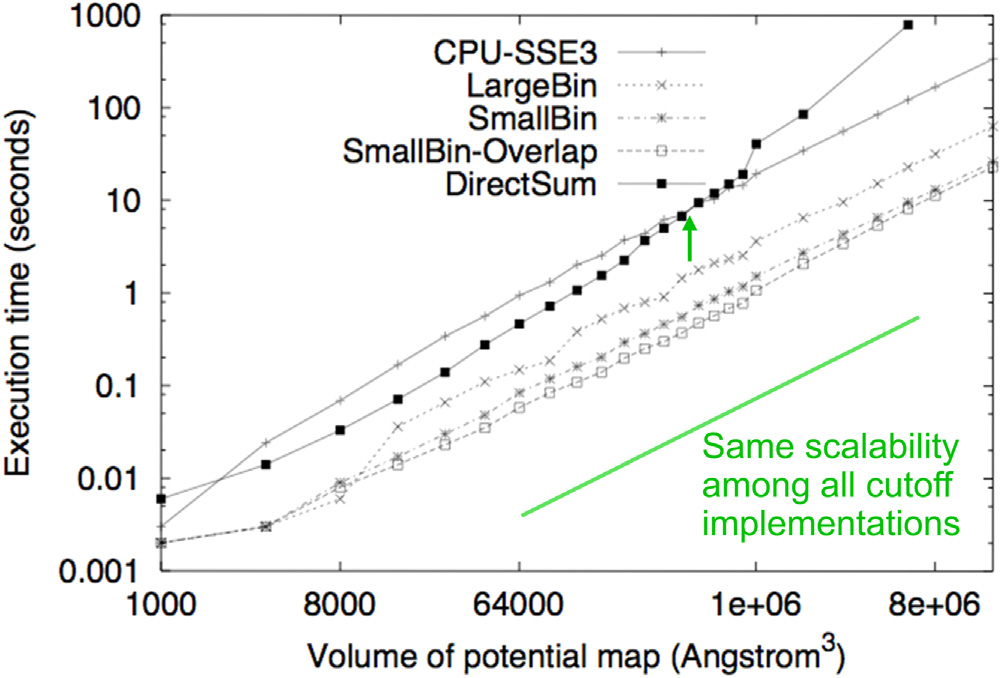 1000
100
10
1
0.1
0.01
0.001
Execution time (seconds)
CPU-SSE3
LargeBin
SmallBin
SmallBin-Overlap
DirectSum
Same scalability
among all cutoff
implementations
1000
8000
64000
1e+06
8e+06
Volume of potential map (Angstrom³)